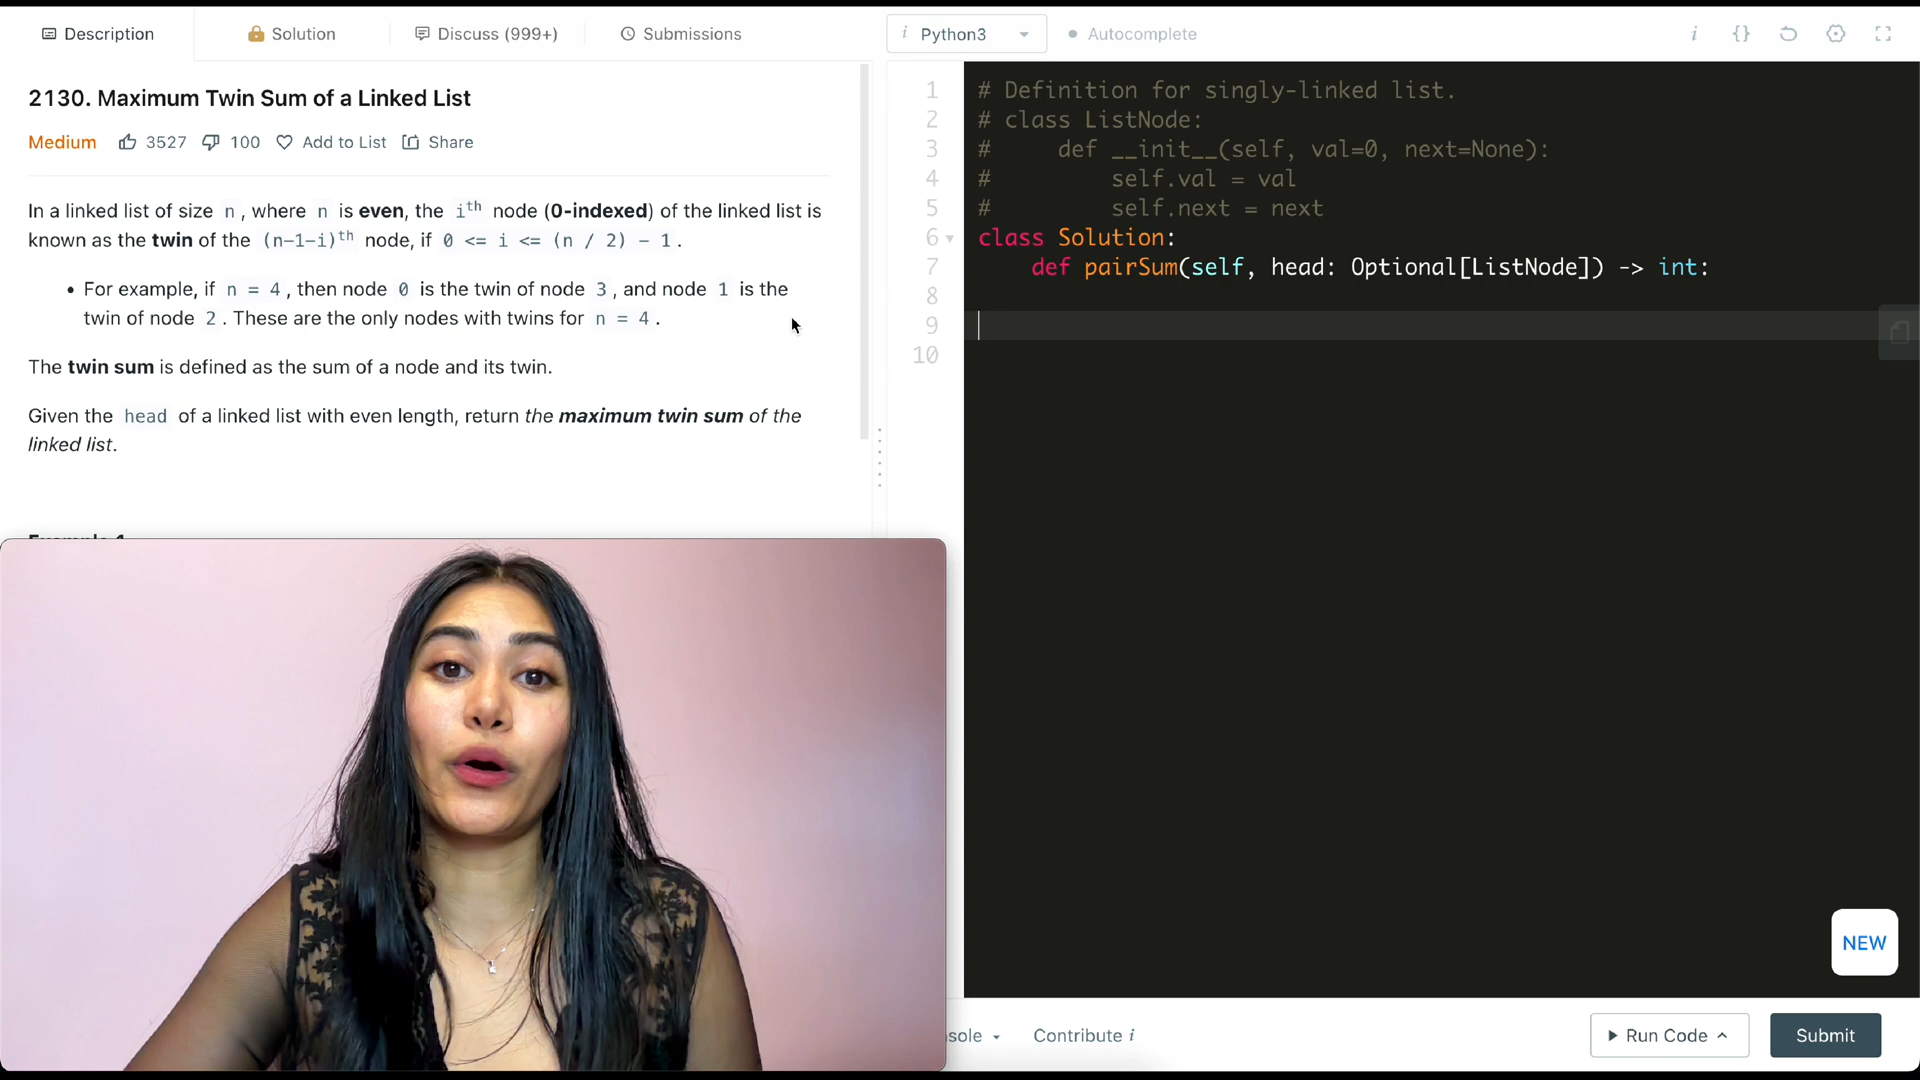 Description
Solution
Discuss (999+)
Submissions
2130. Maximum Twin Sum of a Linked List
Medium 3527 100 Add to List Share
In a linked list of size n, where n is even, the ith node (0-indexed) of the linked list is
known as the twin of the (n-1-i)th node, if 0 <= i <= (n / 2) - 1.
• For example, if n = 4, then node 0 is the twin of node 3, and node 1 is the
twin of node 2. These are the only nodes with twins for n = 4.
The twin sum is defined as the sum of a node and its twin.
Given the head of a linked list with even length, return the maximum twin sum of the
linked list.
i Python3
Autocomplete
i {}
1 # Definition for singly-linked list.
2 # class ListNode:
3 #     def __init__(self, val=0, next=None):
4 #         self.val = val
5 #         self.next = next
6 class Solution:
7     def pairSum(self, head: Optional[ListNode]) -> int:
8
9
10
NEW
sole
Contribute i
Run Code
Submit